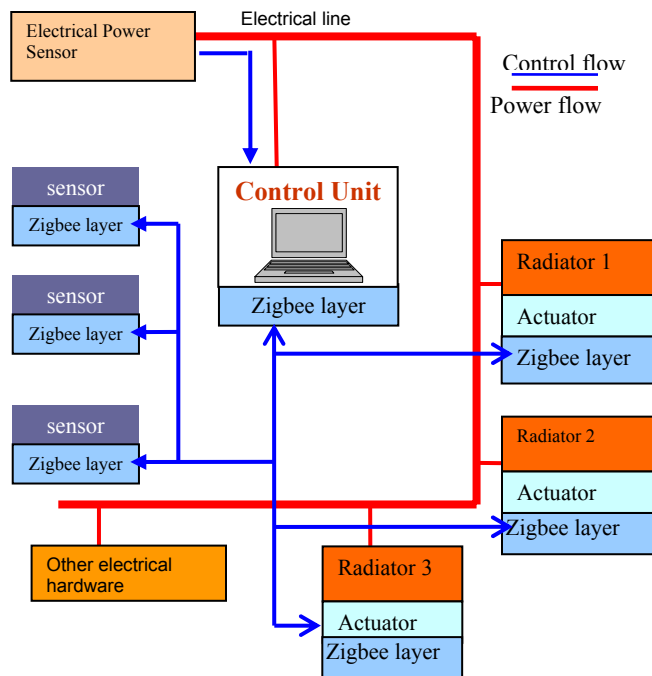 Electrical line
Electrical Power
Sensor
Control flow
Power flow
sensor
Zigbee layer
Control Unit
Zigbee layer
sensor
Zigbee layer
sensor
Zigbee layer
Radiator 1
Actuator
Zigbee layer
Radiator 2
Actuator
Zigbee layer
Other electrical
hardware
Radiator 3
Actuator
Zigbee layer